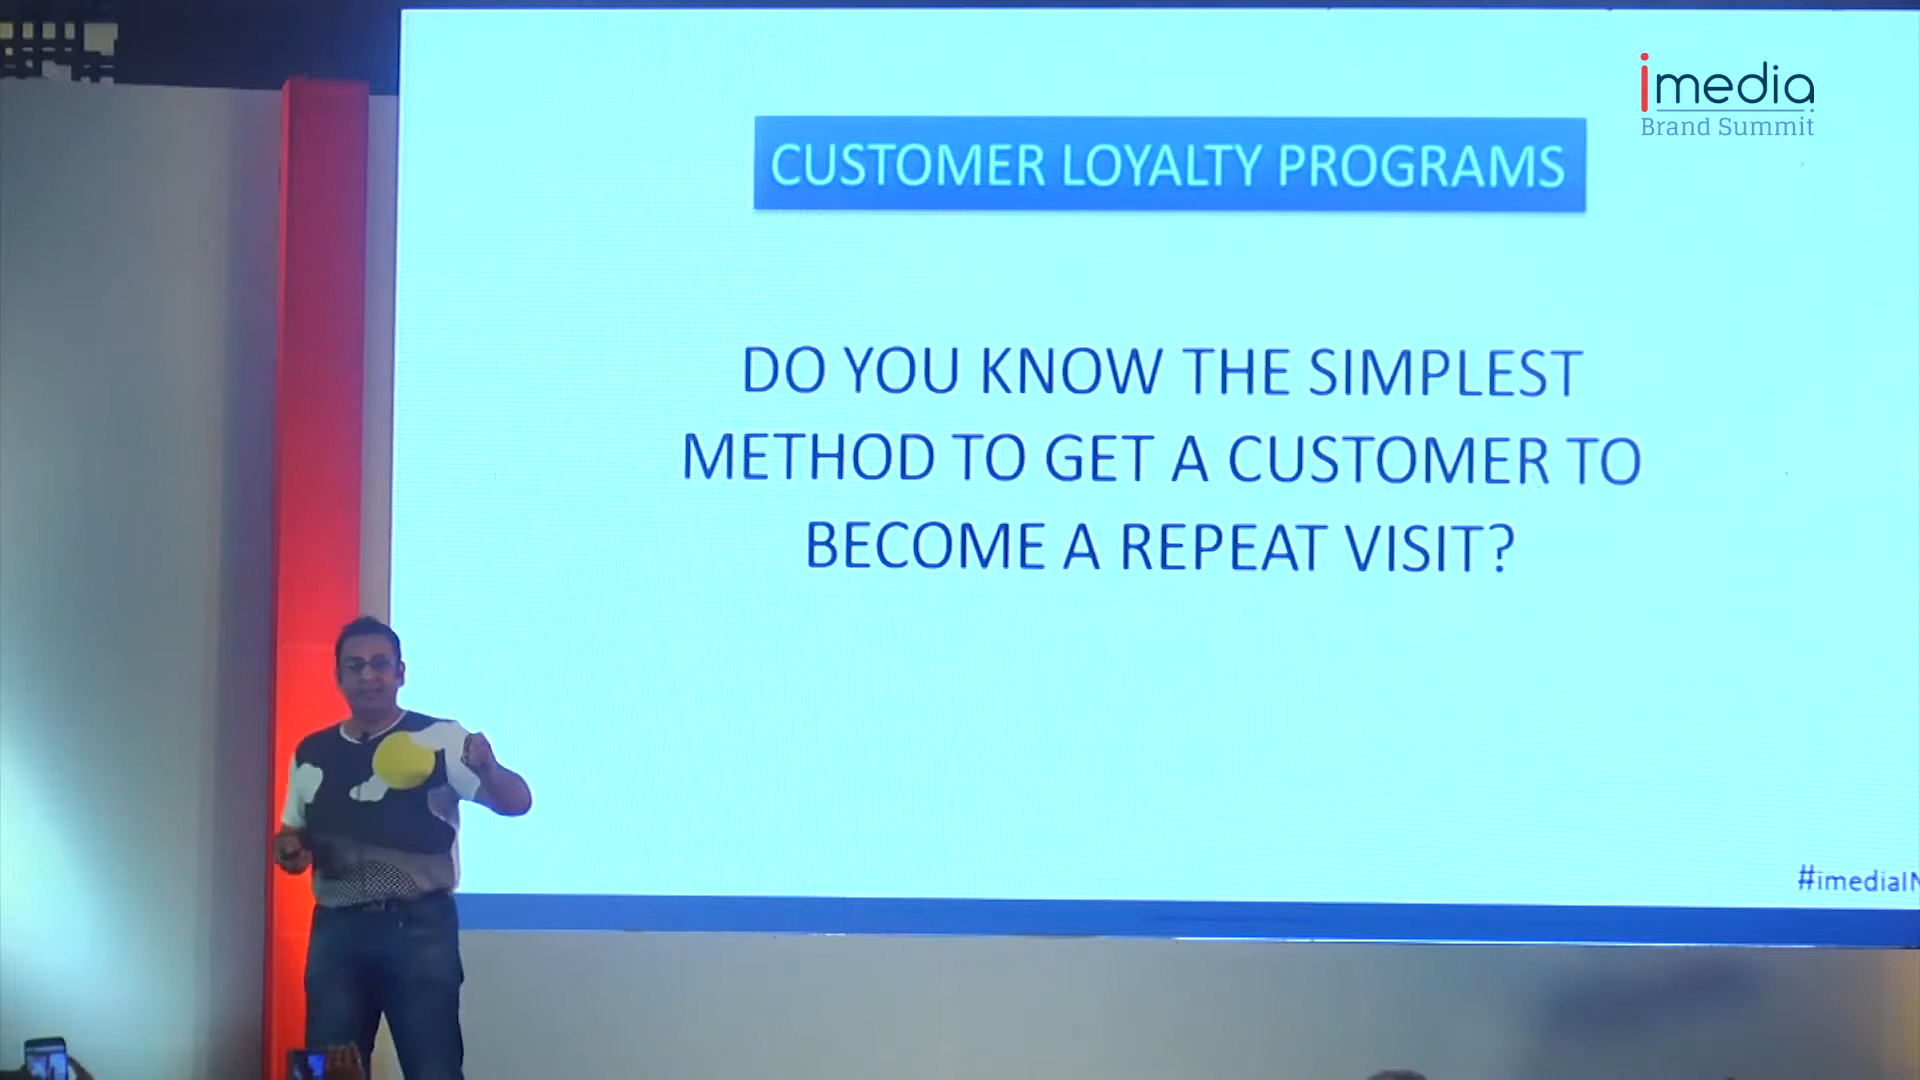 imedia
Brand Summit
CUSTOMER LOYALTY PROGRAMS
DO YOU KNOW THE SIMPLEST
METHOD TO GET A CUSTOMER TO
BECOME A REPEAT VISIT?